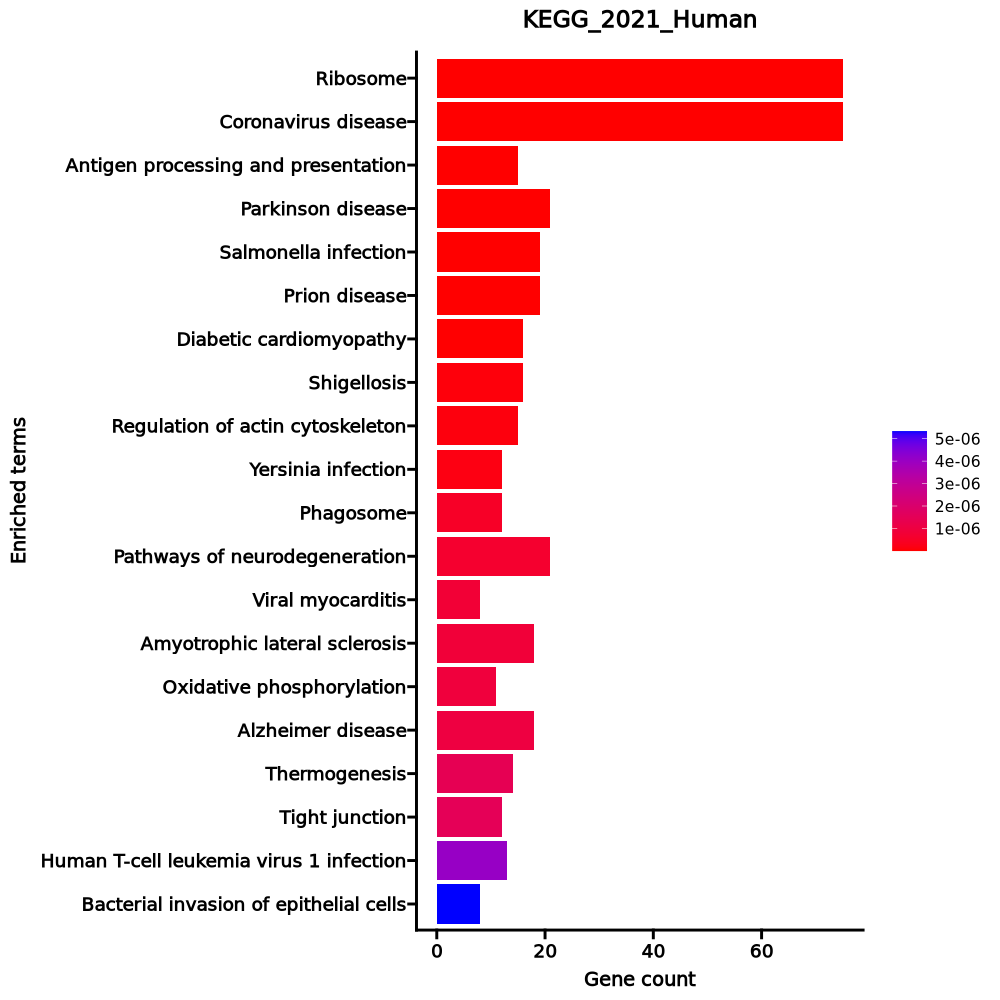 KEGG_2021_Human
Ribosome
Coronavirus disease
Antigen processing and presentation
Parkinson disease
Salmonella infection
Prion disease
Diabetic cardiomyopathy
Shigellosis
Regulation of actin cytoskeleton
Yersinia infection
Phagosome
Pathways of neurodegeneration
Viral myocarditis
Amyotrophic lateral sclerosis
Oxidative phosphorylation
Alzheimer disease
Thermogenesis
Tight junction
Human T-cell leukemia virus 1 infection
Bacterial invasion of epithelial cells
Enriched terms
0 20 40 60
Gene count
5e-06
4e-06
3e-06
2e-06
1e-06